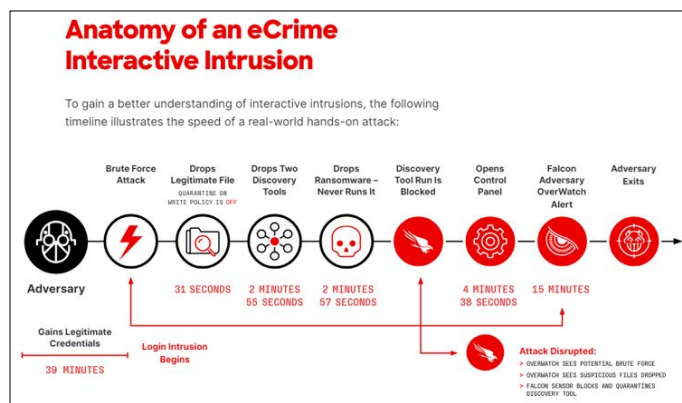 Anatomy of an eCrime
Interactive Intrusion
To gain a better understanding of interactive intrusions, the following
timeline illustrates the speed of a real-world hands-on attack:
Brute Force
Attack
Drops
Legitimate File
QUARANTINE ON
WRITE POLICY IS OFF
Drops Two
Discovery
Tools
Drops
Ransomware –
Never Runs It
Discovery
Tool Run Is
Blocked
Opens
Control
Panel
Falcon
Adversary
OverWatch
Alert
Adversary
Exits
Adversary
31 SECONDS
2 MINUTES
55 SECONDS
2 MINUTES
57 SECONDS
4 MINUTES
38 SECONDS
15 MINUTES
Gains Legitimate
Credentials
39 MINUTES
Login Intrusion
Begins
Attack Disrupted:
> OVERWATCH SEES POTENTIAL BRUTE FORCE
> OVERWATCH SEES SUSPICIOUS FILES DROPPED
> FALCON SENSOR BLOCKS AND QUARANTINES
DISCOVERY TOOL